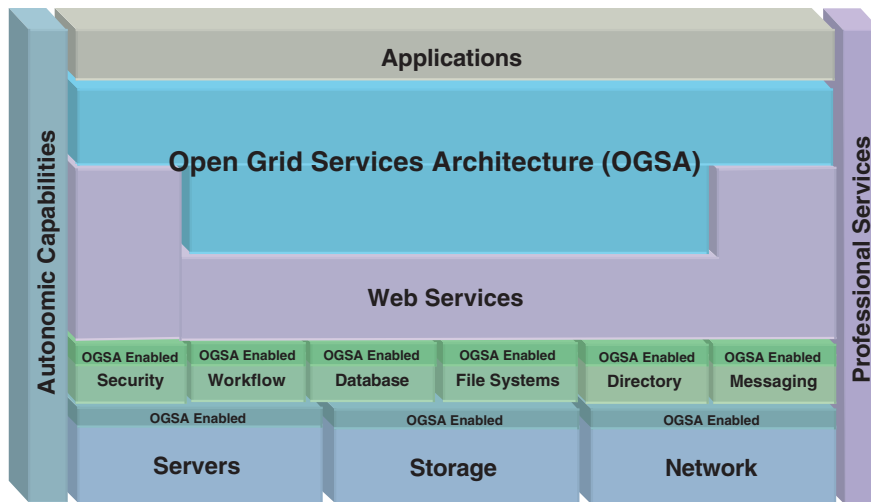 Applications
Open Grid Services Architecture (OGSA)
Autonomic Capabilities
Professional Services
Web Services
OGSA Enabled OGSA Enabled OGSA Enabled OGSA Enabled OGSA Enabled OGSA Enabled
Security Workflow Database File Systems Directory Messaging
OGSA Enabled OGSA Enabled OGSA Enabled
Servers Storage Network